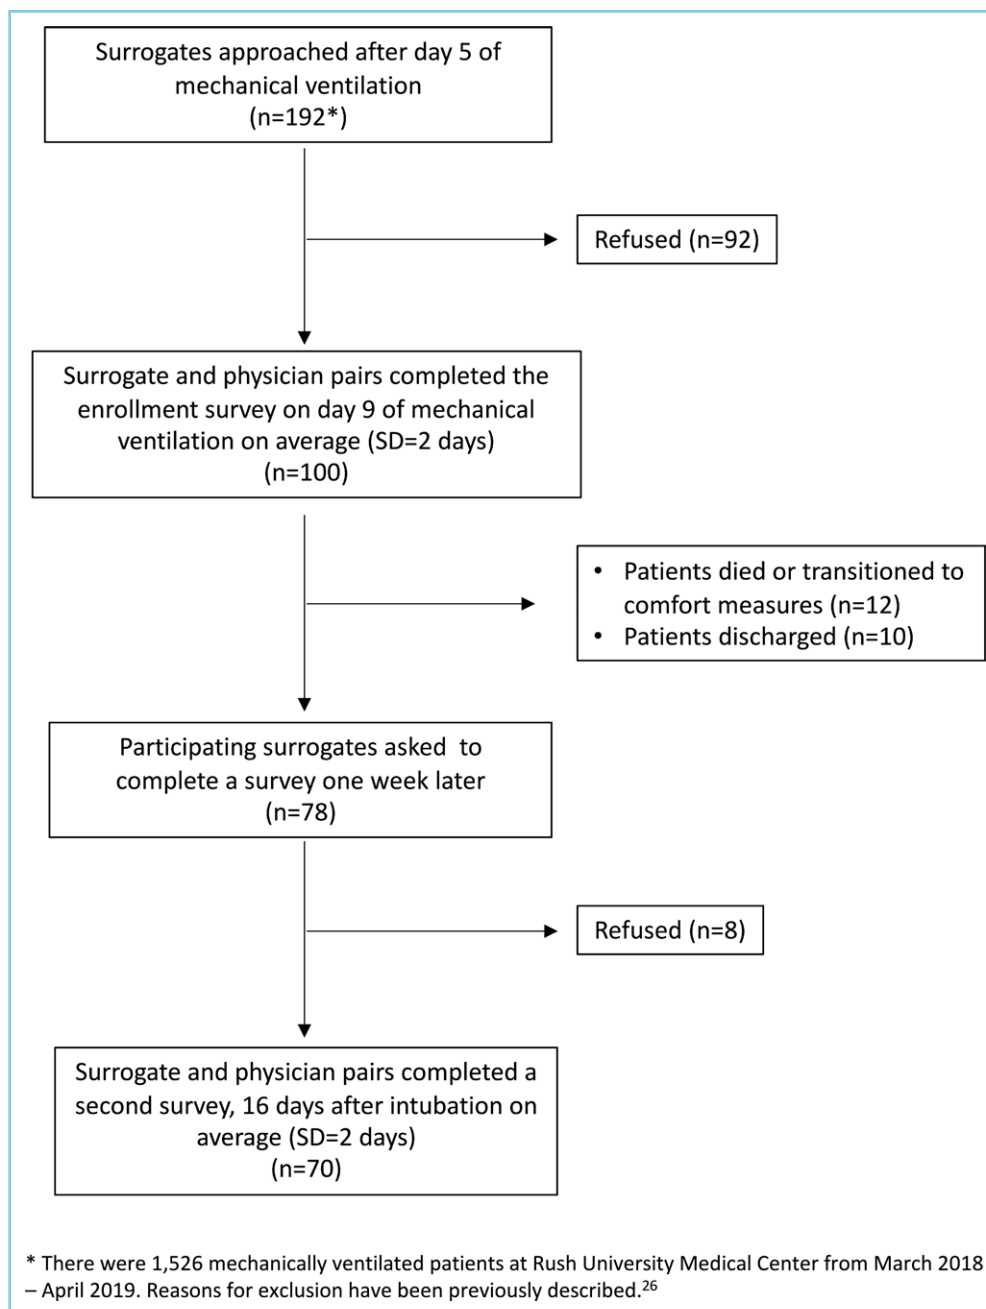 Surrogates approached after day 5 of
mechanical ventilation
(n=192*)
Refused (n=92)
Surrogate and physician pairs completed the
enrollment survey on day 9 of mechanical
ventilation on average (SD=2 days)
(n=100)
• Patients died or transitioned to
comfort measures (n=12)
• Patients discharged (n=10)
Participating surrogates asked to
complete a survey one week later
(n=78)
Refused (n=8)
Surrogate and physician pairs completed a
second survey, 16 days after intubation on
average (SD=2 days)
(n=70)
* There were 1,526 mechanically ventilated patients at Rush University Medical Center from March 2018
– April 2019. Reasons for exclusion have been previously described.26